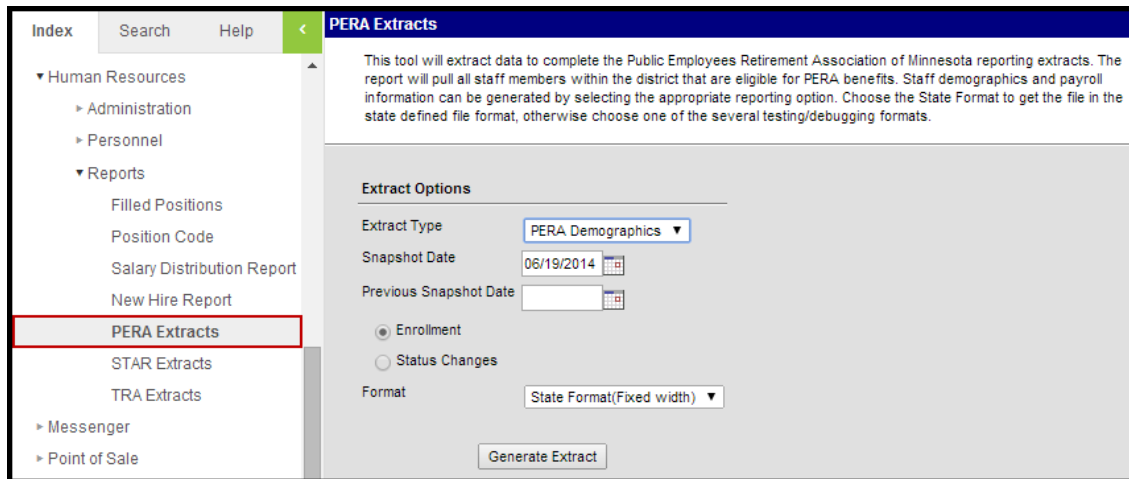 Index Search Help <
▾ Human Resources
▸ Administration
▸ Personnel
▾ Reports
Filled Positions
Position Code
Salary Distribution Report
New Hire Report
PERA Extracts
STAR Extracts
TRA Extracts
▸ Messenger
▸ Point of Sale
PERA Extracts
This tool will extract data to complete the Public Employees Retirement Association of Minnesota reporting extracts. The
report will pull all staff members within the district that are eligible for PERA benefits. Staff demographics and payroll
information can be generated by selecting the appropriate reporting option. Choose the State Format to get the file in the
state defined file format, otherwise choose one of the several testing/debugging formats.
Extract Options
Extract Type PERA Demographics ▼
Snapshot Date 06/19/2014
Previous Snapshot Date
Enrollment
Status Changes
Format State Format(Fixed width) ▼
Generate Extract